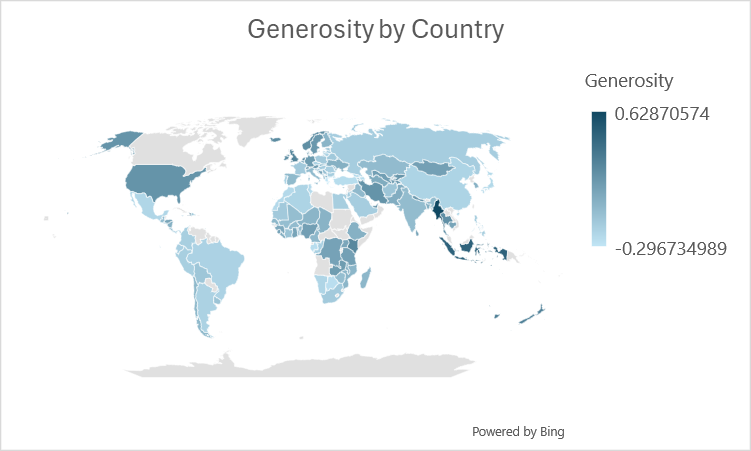 Generosity by Country
Generosity
0.62870574
-0.296734989
Powered by Bing